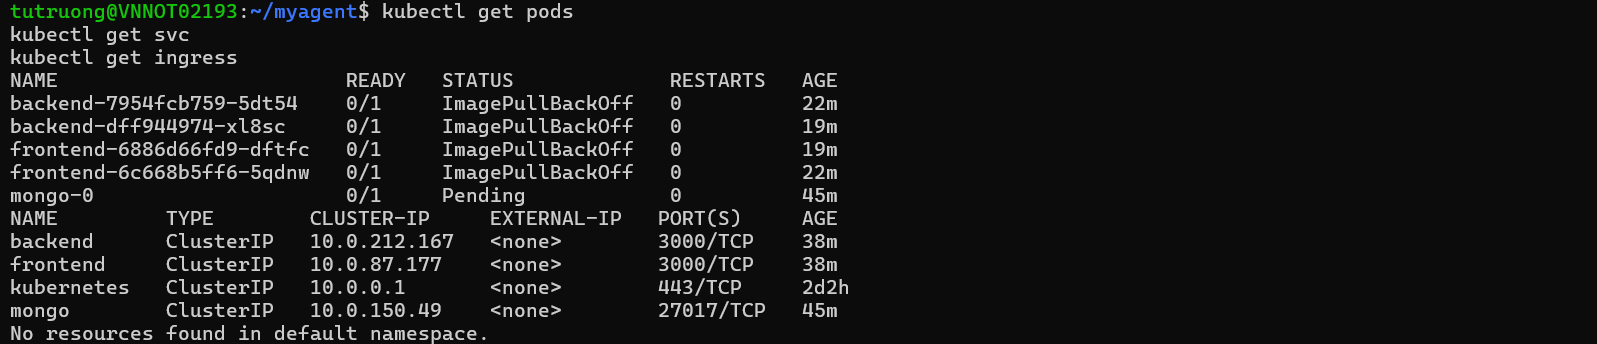 tutruong@VNNOT02193:~/myagent$ kubectl get pods
kubectl get svc
kubectl get ingress
NAME                        READY   STATUS             RESTARTS   AGE
backend-7954fcb759-5dt54    0/1     ImagePullBackOff   0          22m
backend-dff944974-xl8sc     0/1     ImagePullBackOff   0          19m
frontend-6886d66fd9-dftfc   0/1     ImagePullBackOff   0          19m
frontend-6c668b5ff6-5qdnw   0/1     ImagePullBackOff   0          22m
mongo-0                     0/1     Pending            0          45m
NAME         TYPE        CLUSTER-IP     EXTERNAL-IP   PORT(S)     AGE
backend      ClusterIP   10.0.212.167   <none>        3000/TCP    38m
frontend     ClusterIP   10.0.87.177    <none>        3000/TCP    38m
kubernetes   ClusterIP   10.0.0.1       <none>        443/TCP     2d2h
mongo        ClusterIP   10.0.150.49    <none>        27017/TCP   45m
No resources found in default namespace.